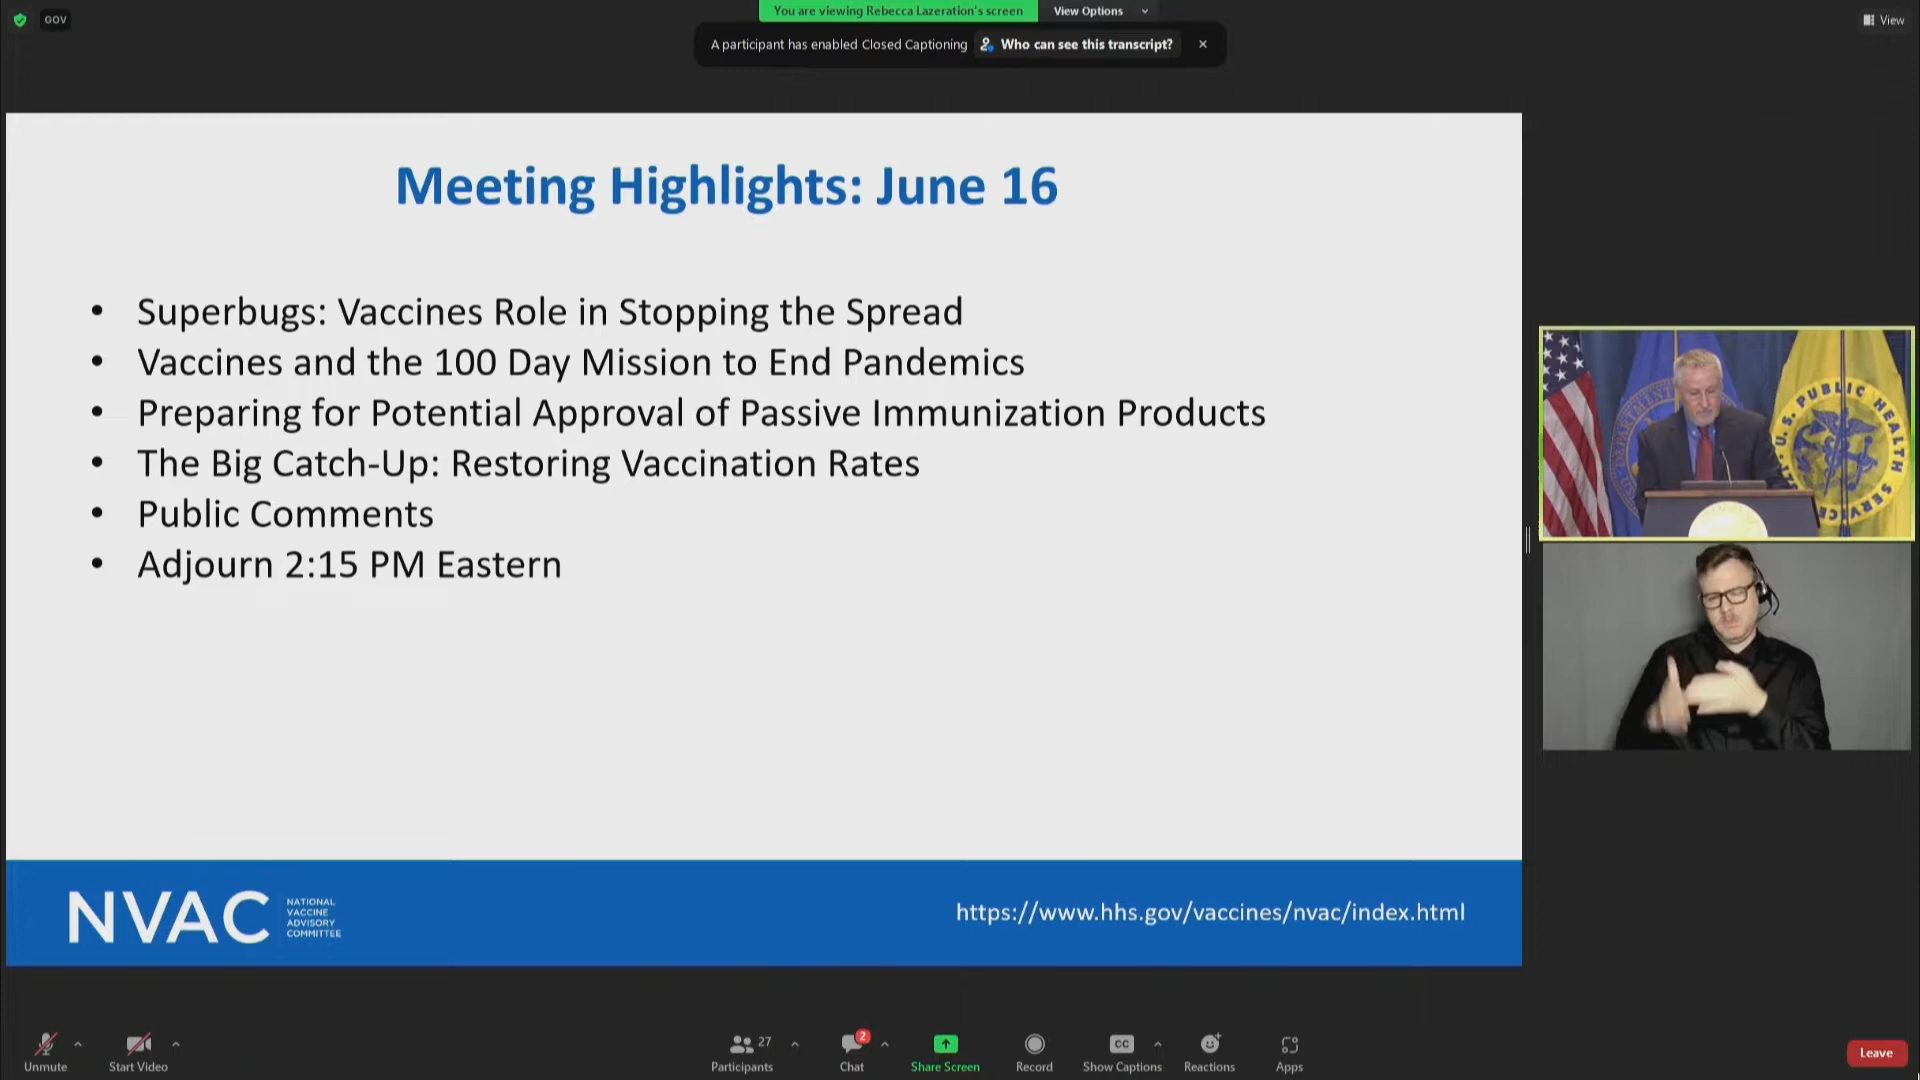 GOV
You are viewing Rebecca Lazeration's screen
View Options
View
A participant has enabled Closed Captioning
Who can see this transcript?
Meeting Highlights: June 16
• Superbugs: Vaccines Role in Stopping the Spread
• Vaccines and the 100 Day Mission to End Pandemics
• Preparing for Potential Approval of Passive Immunization Products
• The Big Catch-Up: Restoring Vaccination Rates
• Public Comments
• Adjourn 2:15 PM Eastern
U.S. PUBLIC HEALTH SERVICE
NVAC
NATIONAL
VACCINE
ADVISORY
COMMITTEE
https://www.hhs.gov/vaccines/nvac/index.html
Unmute
Start Video
27
Participants
2
Chat
Share Screen
Record
CC
Show Captions
Reactions
Apps
Leave